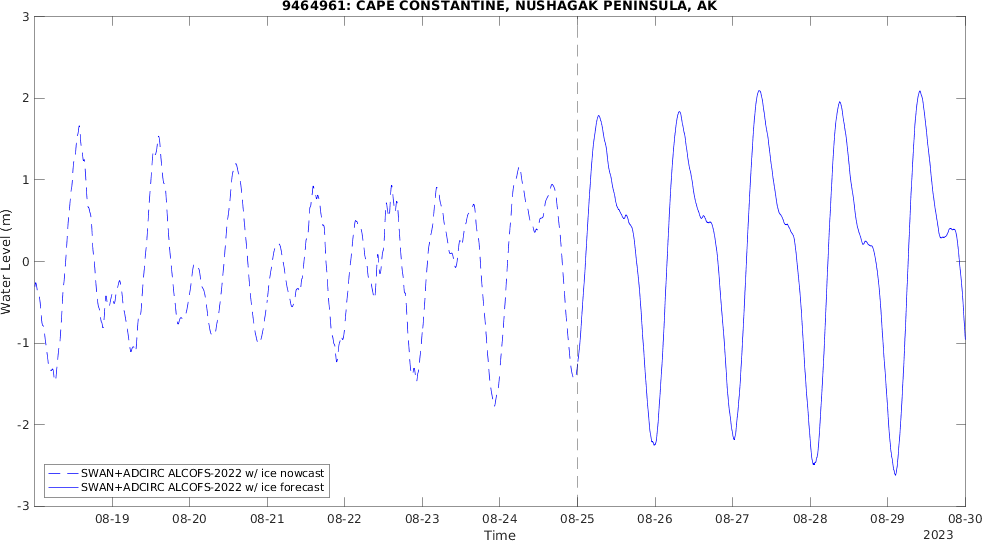 9464961: CAPE CONSTANTINE, NUSHAGAK PENINSULA, AK
3
2
1
0
-1
-2
-3
Water Level (m)
SWAN+ADCIRC ALCOFS-2022 w/ ice nowcast
SWAN+ADCIRC ALCOFS-2022 w/ ice forecast
08-19 08-20 08-21 08-22 08-23 08-24 08-25 08-26 08-27 08-28 08-29 08-30
Time
2023